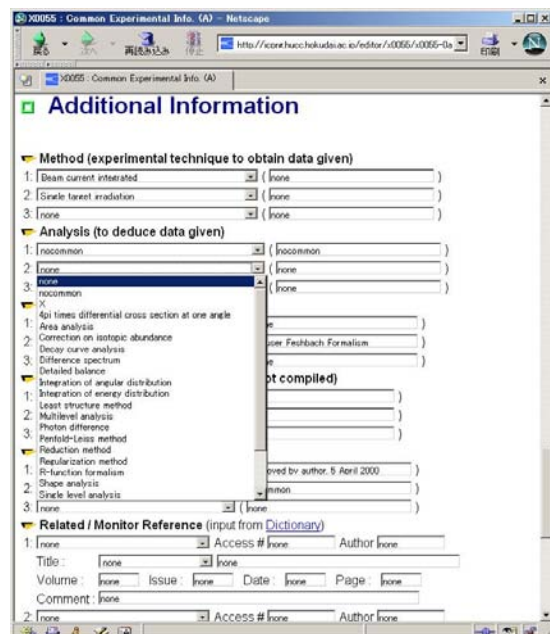 X0055 : Common Experimental Info. (A) - Netscape
戻る 次へ 再読み込み 停止 http://iconr.hucc.hokudai.ac.jp/editor/x0055/x0055-0a 印刷
X0055 : Common Experimental Info. (A)
Additional Information
Method (experimental technique to obtain data given)
1: Beam current integrated ( none )
2: Single target irradiation ( none )
3: none ( none )
Analysis (to deduce data given)
1: nocommon ( nocommon )
2: none ( none )
3: ( none )
none
nocommon
X
4pi times differential cross section at one angle
Area analysis
1:
Correction on isotopic abundance
2: user Feshbach Formalism )
Decay curve analysis
3: Difference spectrum
Detailed balance
Integration of angular distribution ot compiled)
1: Integration of energy distribution )
Least structure method
2: Multilevel analysis )
Photon difference
3: Penfold-Leiss method )
Reduction method
Regularization method
1: R-function formalism oved by author. 5 April 2000 )
Shape analysis
2: Single level analysis mmon )
3: none ( none )
Related / Monitor Reference (input from Dictionary)
1: none Access # none Author none
Title : none none
Volume : none Issue : none Date : none Page : none
Comment : none
2: none Access # none Author none